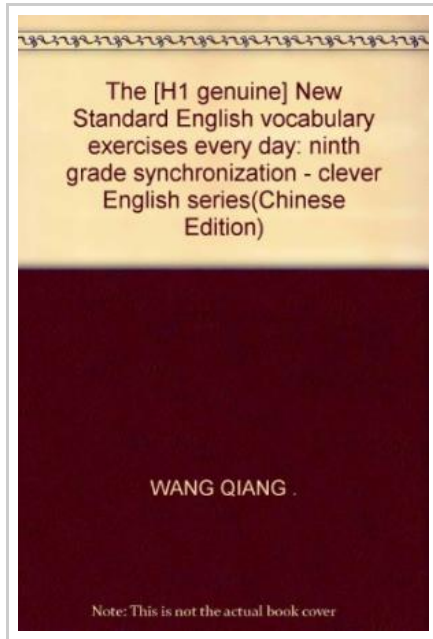 The [H1 genuine] New
Standard English vocabulary
exercises every day: ninth
grade synchronization - clever
English series(Chinese
Edition)
WANG QIANG .
Note: This is not the actual book cover